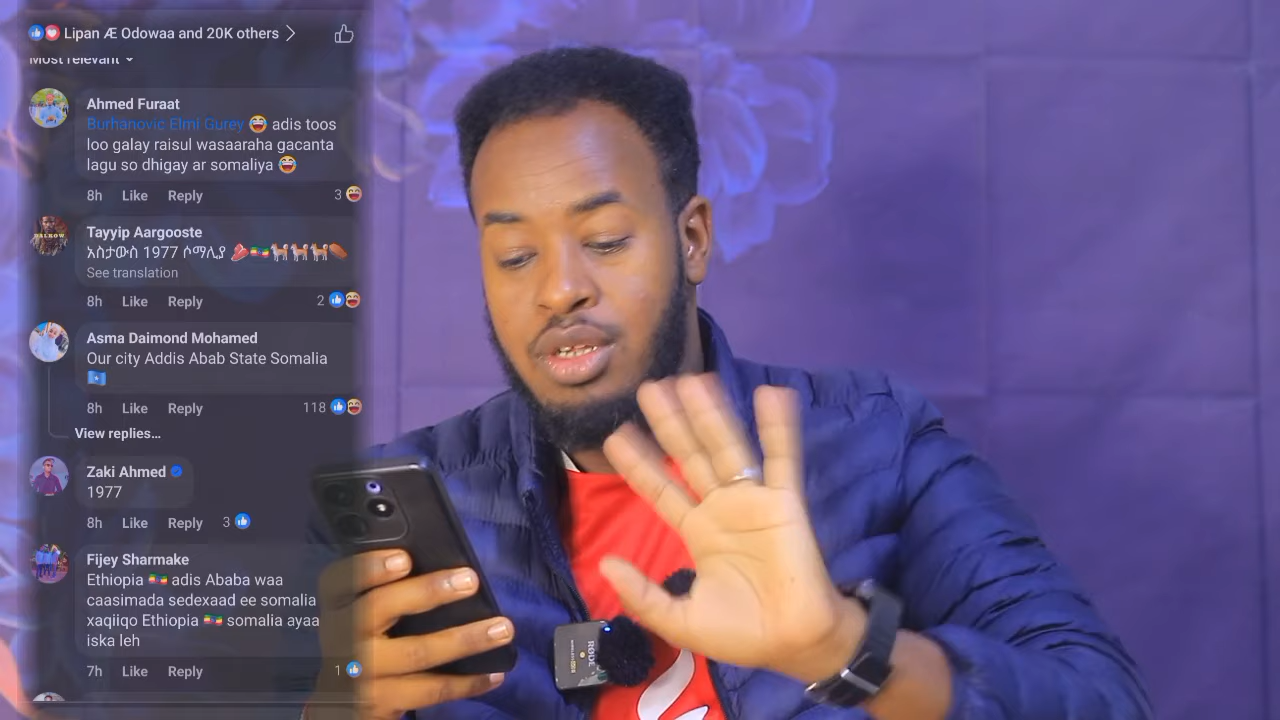 Lipan Æ Odowaa and 20K others
Most relevant
Ahmed Furaat
Burhanovic Elmi Gurey 😂 adis toos
loo galay raisul wasaaraha gacanta
lagu so dhigay ar somaliya 😂
8h Like Reply 3
Tayyip Aargooste
እስታውስ 1977 ሶማሊያ 🥩🇪🇹🐕🐕🐕🥖
See translation
8h Like Reply 2
Asma Daimond Mohamed
Our city Addis Abab State Somalia
🇸🇴
8h Like Reply 118
View replies...
Zaki Ahmed
1977
8h Like Reply 3
Fijey Sharmake
Ethiopia 🇪🇹 adis Ababa waa
caasimada sedexaad ee somalia
xaqiiqo Ethiopia 🇪🇹 somalia ayaa
iska leh
7h Like Reply 1
RODE